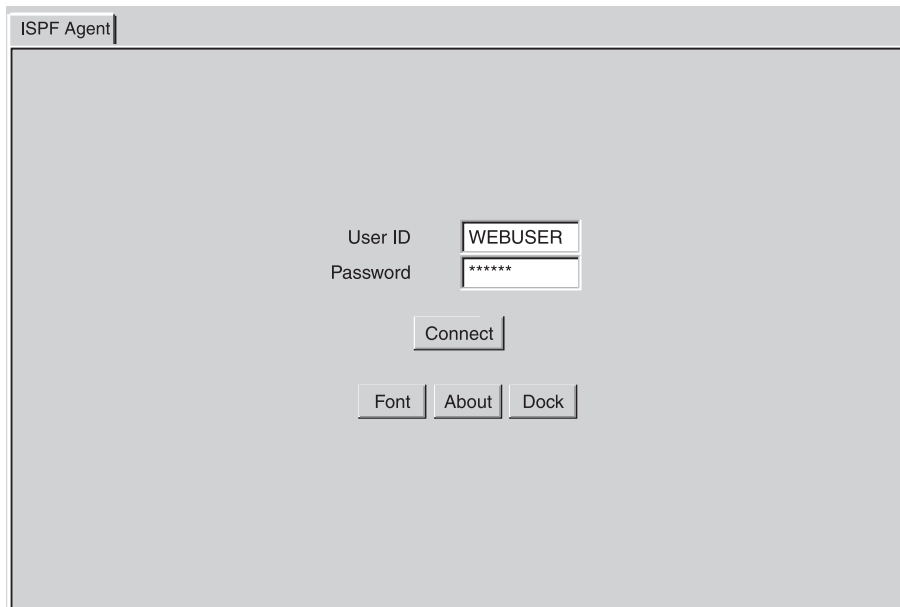 ISPF Agent
User ID WEBUSER
Password ******
Connect
Font About Dock